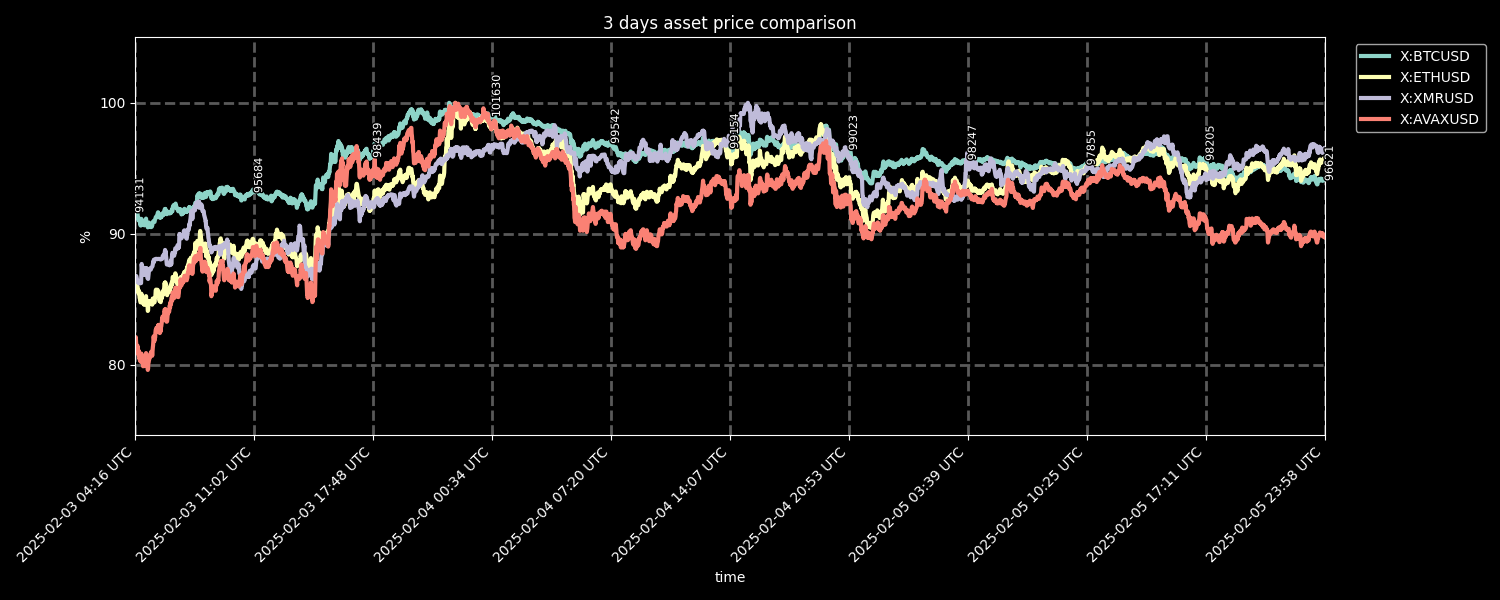 3 days asset price comparison
X:BTCUSD
X:ETHUSD
X:XMRUSD
X:AVAXUSD
100
90
80
%
94131
95684
98439
101630
99542
99154
99023
98247
97855
98205
96621
2025-02-03 04:16 UTC
2025-02-03 11:02 UTC
2025-02-03 17:48 UTC
2025-02-04 00:34 UTC
2025-02-04 07:20 UTC
2025-02-04 14:07 UTC
2025-02-04 20:53 UTC
2025-02-05 03:39 UTC
2025-02-05 10:25 UTC
2025-02-05 17:11 UTC
2025-02-05 23:58 UTC
time